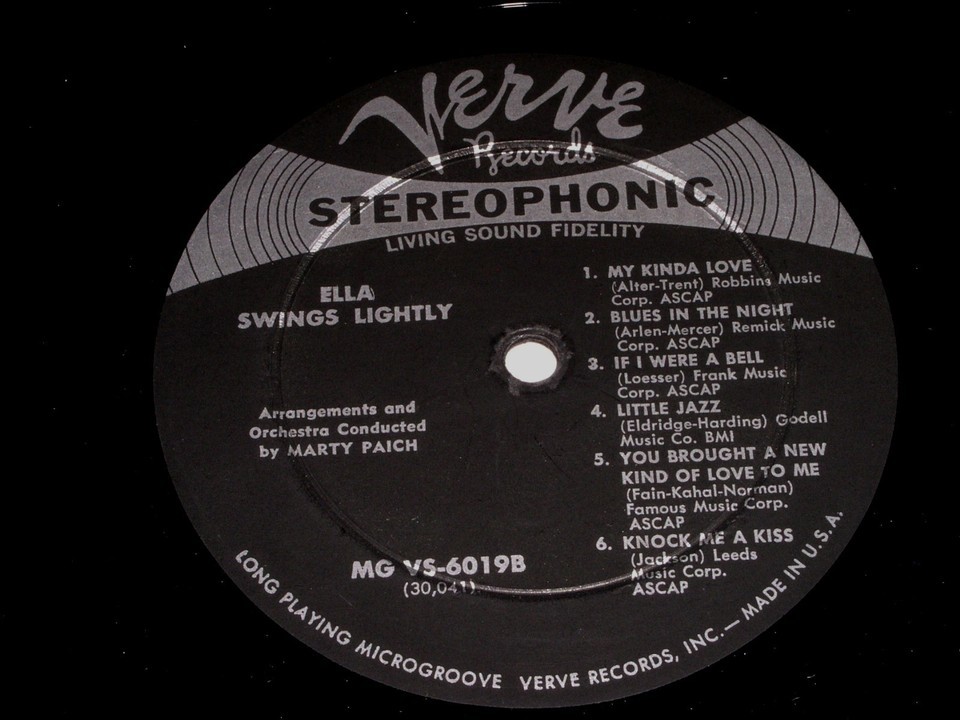 Verve
Records
STEREOPHONIC
LIVING SOUND FIDELITY
ELLA
SWINGS LIGHTLY
Arrangements and
Orchestra Conducted
by MARTY PAICH
MG VS-6019B
(30,041)
1. MY KINDA LOVE
(Alter-Trent) Robbins Music
Corp. ASCAP
2. BLUES IN THE NIGHT
(Arlen-Mercer) Remick Music
Corp. ASCAP
3. IF I WERE A BELL
(Loesser) Frank Music
Corp. ASCAP
4. LITTLE JAZZ
(Eldridge-Harding) Godell
Music Co. BMI
5. YOU BROUGHT A NEW
KIND OF LOVE TO ME
(Fain-Kahal-Norman)
Famous Music Corp.
ASCAP
6. KNOCK ME A KISS
(Jackson) Leeds
Music Corp.
ASCAP
LONG PLAYING MICROGROOVE VERVE RECORDS, INC.— MADE IN U.S.A.